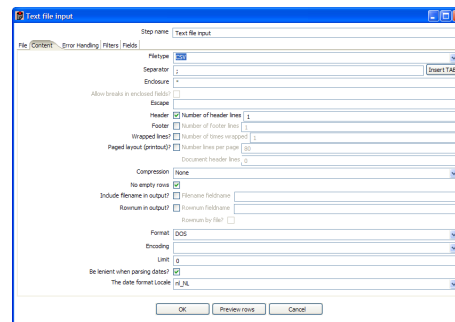 Text file input
Step name Text file input
File Content Error Handling Filters Fields
Filetype CSV
Separator ; Insert TAB
Enclosure "
Allow breaks in enclosed fields?
Escape
Header Number of header lines 1
Footer Number of footer lines 1
Wrapped lines? Number of times wrapped 1
Paged layout (printout)? Number lines per page 80
Document header lines 0
Compression None
No empty rows
Include filename in output? Filename fieldname
Rownum in output? Rownum fieldname
Rownum by file?
Format DOS
Encoding
Limit 0
Be lenient when parsing dates?
The date format Locale nl_NL
OK Preview rows Cancel